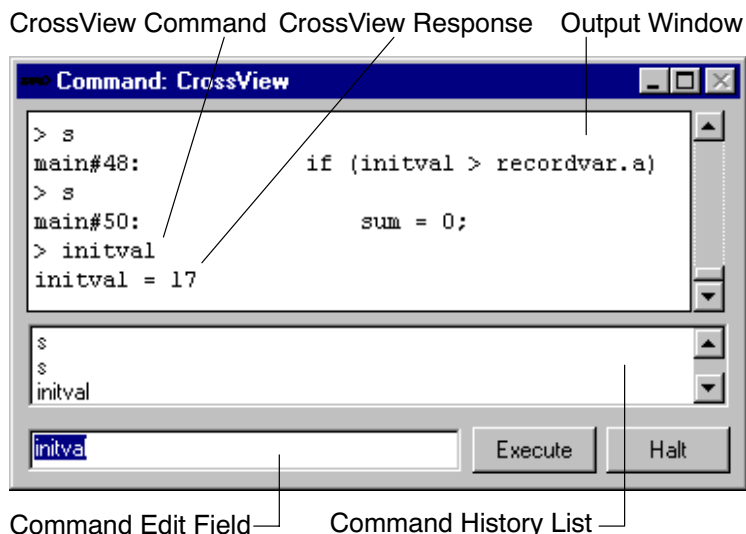 CrossView Command CrossView Response Output Window
Command: CrossView
> s
main#48: if (initval > recordvar.a)
> s
main#50: sum = 0;
> initval
initval = 17
s
s
initval
initval Execute Halt
Command Edit Field Command History List